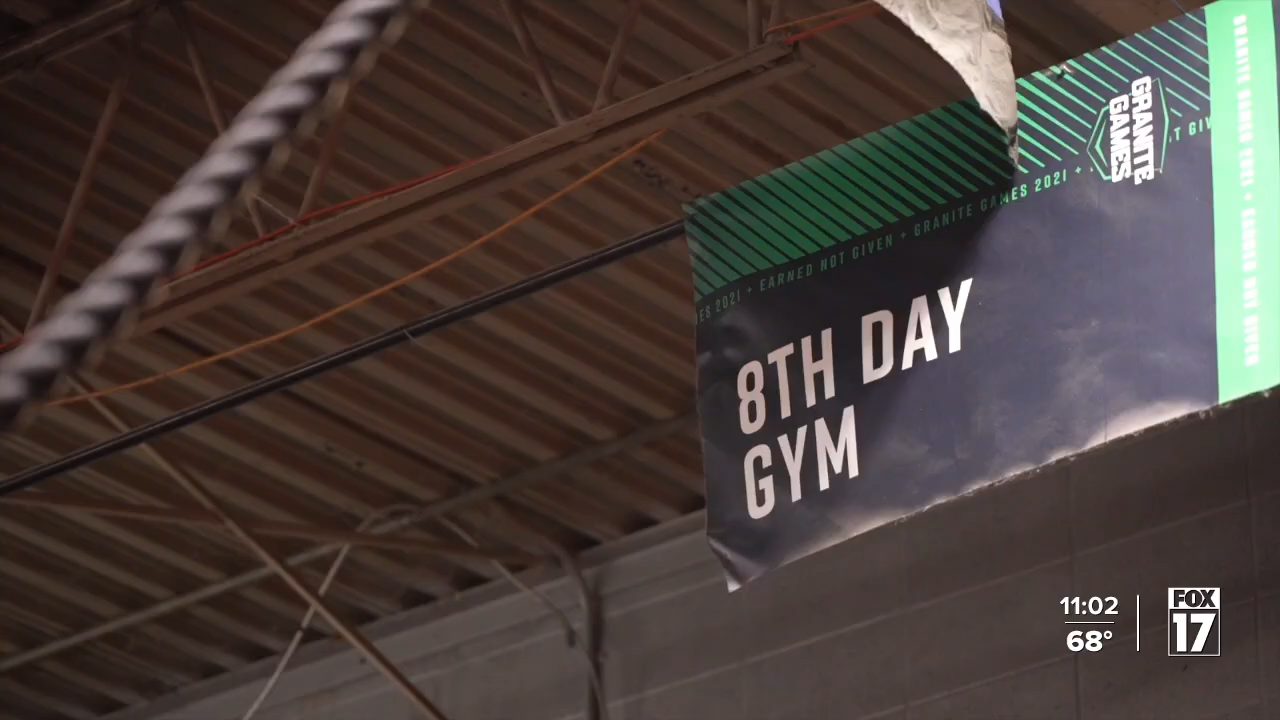 GRANITE
GAMES
T GIV
ES 2021 + EARNED NOT GIVEN + GRANITE GAMES 2021 +
8TH DAY
GYM
GRANITE GAMES 2021 + EARNED NOT GIVEN
11:02
68°
FOX
17